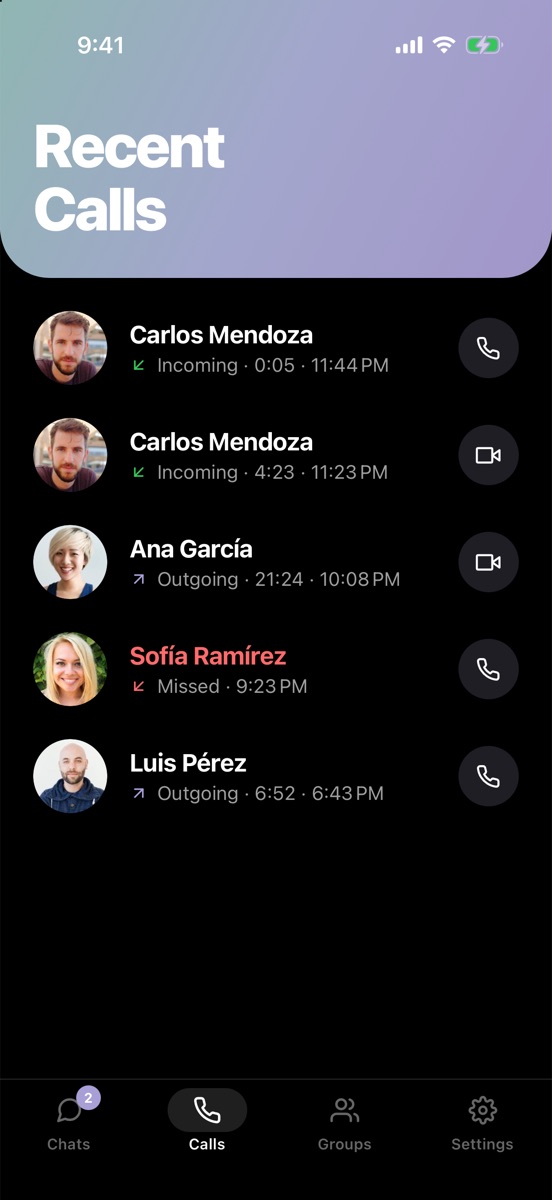 9:41
Recent
Calls
Carlos Mendoza
Incoming · 0:05 · 11:44 PM
Carlos Mendoza
Incoming · 4:23 · 11:23 PM
Ana García
Outgoing · 21:24 · 10:08 PM
Sofía Ramírez
Missed · 9:23 PM
Luis Pérez
Outgoing · 6:52 · 6:43 PM
2
Chats
Calls
Groups
Settings